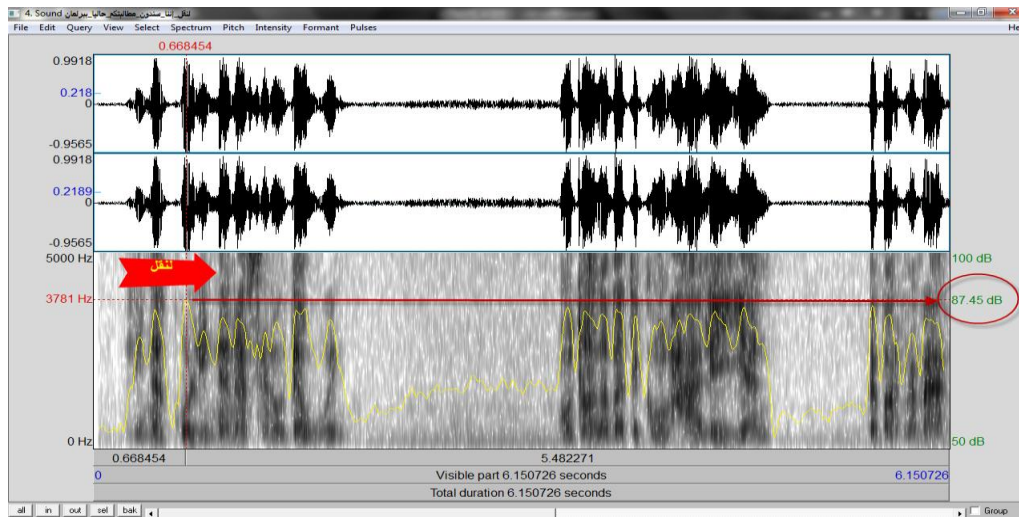 4. Sound لنقل_إننا_سندون_مطالبتكم_حاليا_ببرلمان
File Edit Query View Select Spectrum Pitch Intensity Formant Pulses He
0.668454
0.9918
0.218
0
-0.9565
0.9918
0.2189
0
-0.9565
5000 Hz
لنقل
100 dB
3781 Hz
87.45 dB
0 Hz
50 dB
0.668454 5.482271
0 Visible part 6.150726 seconds 6.150726
Total duration 6.150726 seconds
all in out sel bak Group